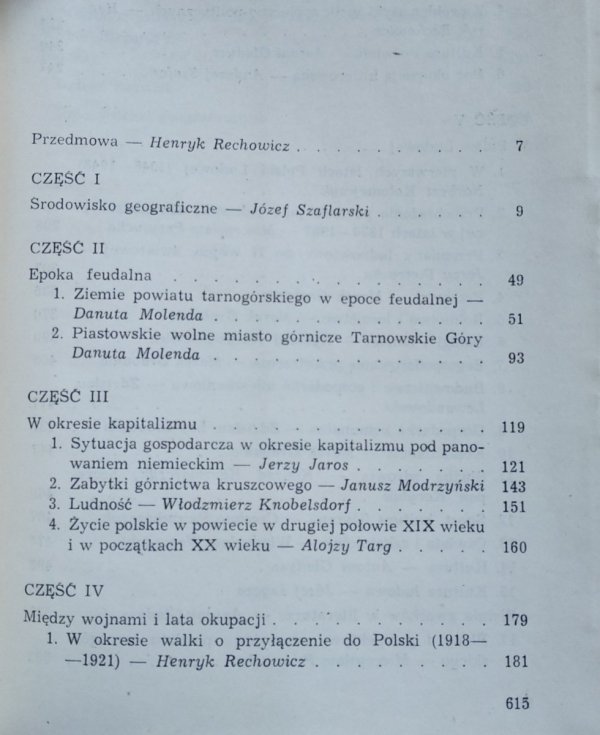 Przedmowa — Henryk Rechowicz . . . . . . . . . 7
CZĘŚĆ I
Środowisko geograficzne — Józef Szaflarski . . . . . . 9
CZĘŚĆ II
Epoka feudalna . . . . . . . . . . . . . . . 49
1. Ziemie powiatu tarnogórskiego w epoce feudalnej —
Danuta Molenda . . . . . . . . . . . . . 51
2. Piastowskie wolne miasto górnicze Tarnowskie Góry
Danuta Molenda . . . . . . . . . . . . . 93
CZĘŚĆ III
W okresie kapitalizmu . . . . . . . . . . . . . 119
1. Sytuacja gospodarcza w okresie kapitalizmu pod pano-
waniem niemieckim — Jerzy Jaros . . . . . . . 121
2. Zabytki górnictwa kruszcowego — Janusz Modrzyński 143
3. Ludność — Włodzimierz Knobelsdorf . . . . . . . 151
4. Życie polskie w powiecie w drugiej połowie XIX wieku
i w początkach XX wieku — Alojzy Targ . . . . . 160
CZĘŚĆ IV
Między wojnami i lata okupacji . . . . . . . . . . 179
1. W okresie walki o przyłączenie do Polski (1918—
—1921) — Henryk Rechowicz . . . . . . . . . 181
615